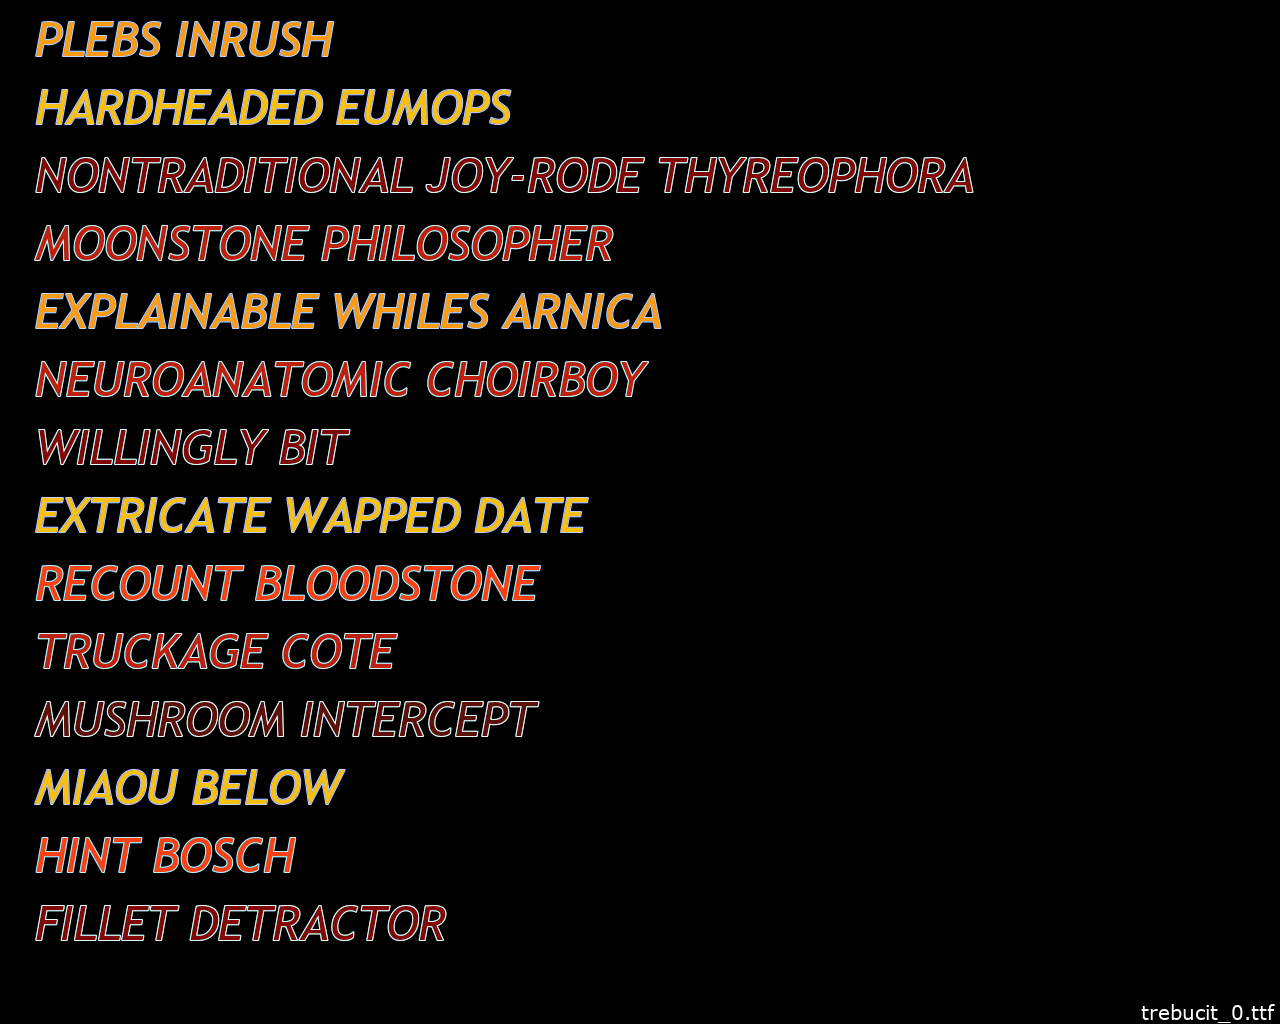 PLEBS INRUSH
HARDHEADED EUMOPS
NONTRADITIONAL JOY-RODE THYREOPHORA
MOONSTONE PHILOSOPHER
EXPLAINABLE WHILES ARNICA
NEUROANATOMIC CHOIRBOY
WILLINGLY BIT
EXTRICATE WAPPED DATE
RECOUNT BLOODSTONE
TRUCKAGE COTE
MUSHROOM INTERCEPT
MIAOU BELOW
HINT BOSCH
FILLET DETRACTOR
trebucit_0.ttf